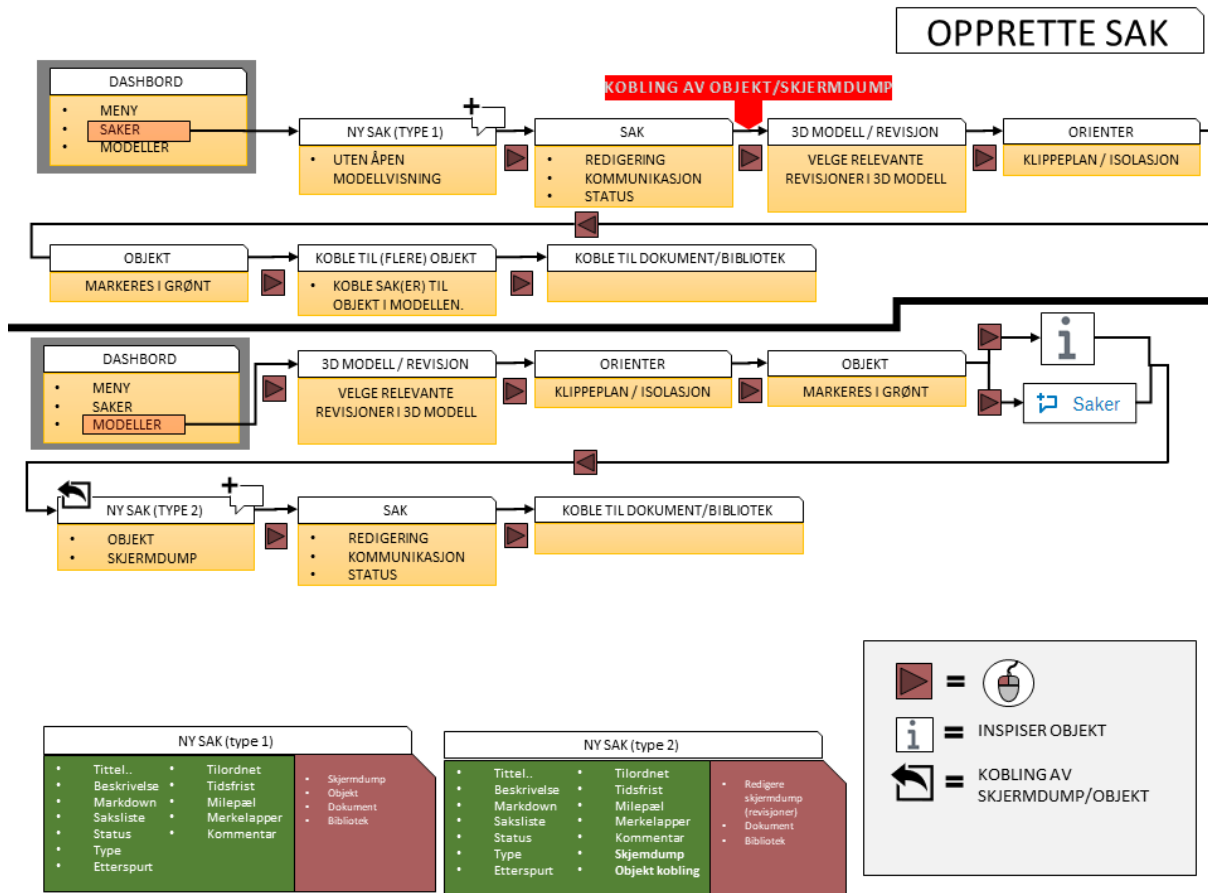 OPPRETTE SAK
DASHBORD
• MENY
• SAKER
• MODELLER
KOBLING AV OBJEKT/SKJERMDUMP
NY SAK (TYPE 1)
• UTEN ÅPEN
MODELLVISNING
SAK
• REDIGERING
• KOMMUNIKASJON
• STATUS
3D MODELL / REVISJON
VELGE RELEVANTE
REVISJONER I 3D MODELL
ORIENTER
KLIPPEPLAN / ISOLASJON
OBJEKT
MARKERES I GRØNT
KOBLE TIL (FLERE) OBJEKT
• KOBLE SAK(ER) TIL
OBJEKT I MODELLEN.
KOBLE TIL DOKUMENT/BIBLIOTEK
DASHBORD
• MENY
• SAKER
• MODELLER
3D MODELL / REVISJON
VELGE RELEVANTE
REVISJONER I 3D MODELL
ORIENTER
KLIPPEPLAN / ISOLASJON
OBJEKT
MARKERES I GRØNT
i
Saker
NY SAK (TYPE 2)
• OBJEKT
• SKJERMDUMP
SAK
• REDIGERING
• KOMMUNIKASJON
• STATUS
KOBLE TIL DOKUMENT/BIBLIOTEK
=
i = INSPISER OBJEKT
= KOBLING AV
SKJERMDUMP/OBJEKT
NY SAK (type 1)
• Tittel..
• Beskrivelse
• Markdown
• Saksliste
• Status
• Type
• Etterspurt
• Tilordnet
• Tidsfrist
• Milepæl
• Merkelapper
• Kommentar
• Skjermdump
• Objekt
• Dokument
• Bibliotek
NY SAK (type 2)
• Tittel..
• Beskrivelse
• Markdown
• Saksliste
• Status
• Type
• Etterspurt
• Tilordnet
• Tidsfrist
• Milepæl
• Merkelapper
• Kommentar
• Skjemdump
• Objekt kobling
• Redigere
skjermdump
(revisjoner)
• Dokument
• Bibliotek